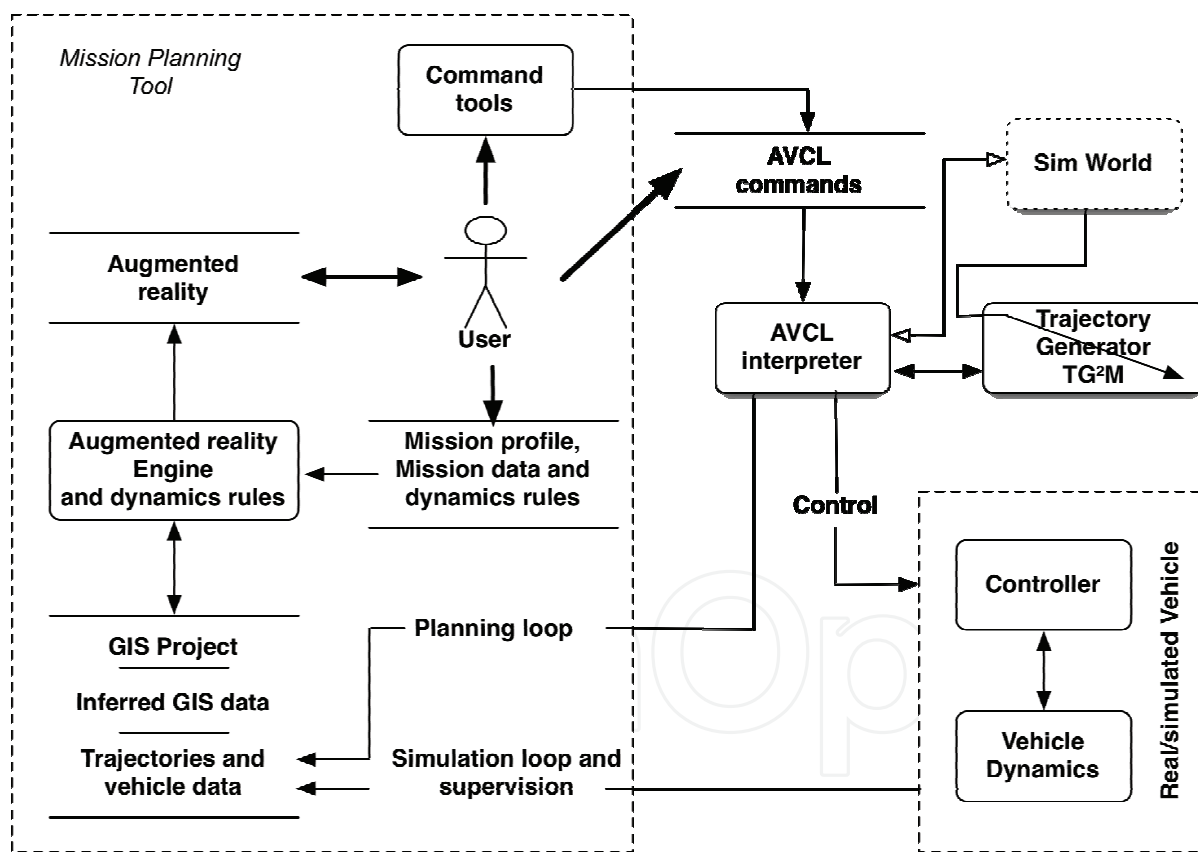 Mission Planning
Tool
Command
tools
AVCL
commands
Sim World
Augmented
reality
User
AVCL
interpreter
Trajectory
Generator
TG²M
Augmented reality
Engine
and dynamics rules
Mission profile,
Mission data and
dynamics rules
Control
Controller
Real/simulated Vehicle
GIS Project
Planning loop
Inferred GIS data
Trajectories and
vehicle data
Simulation loop and
supervision
Vehicle
Dynamics